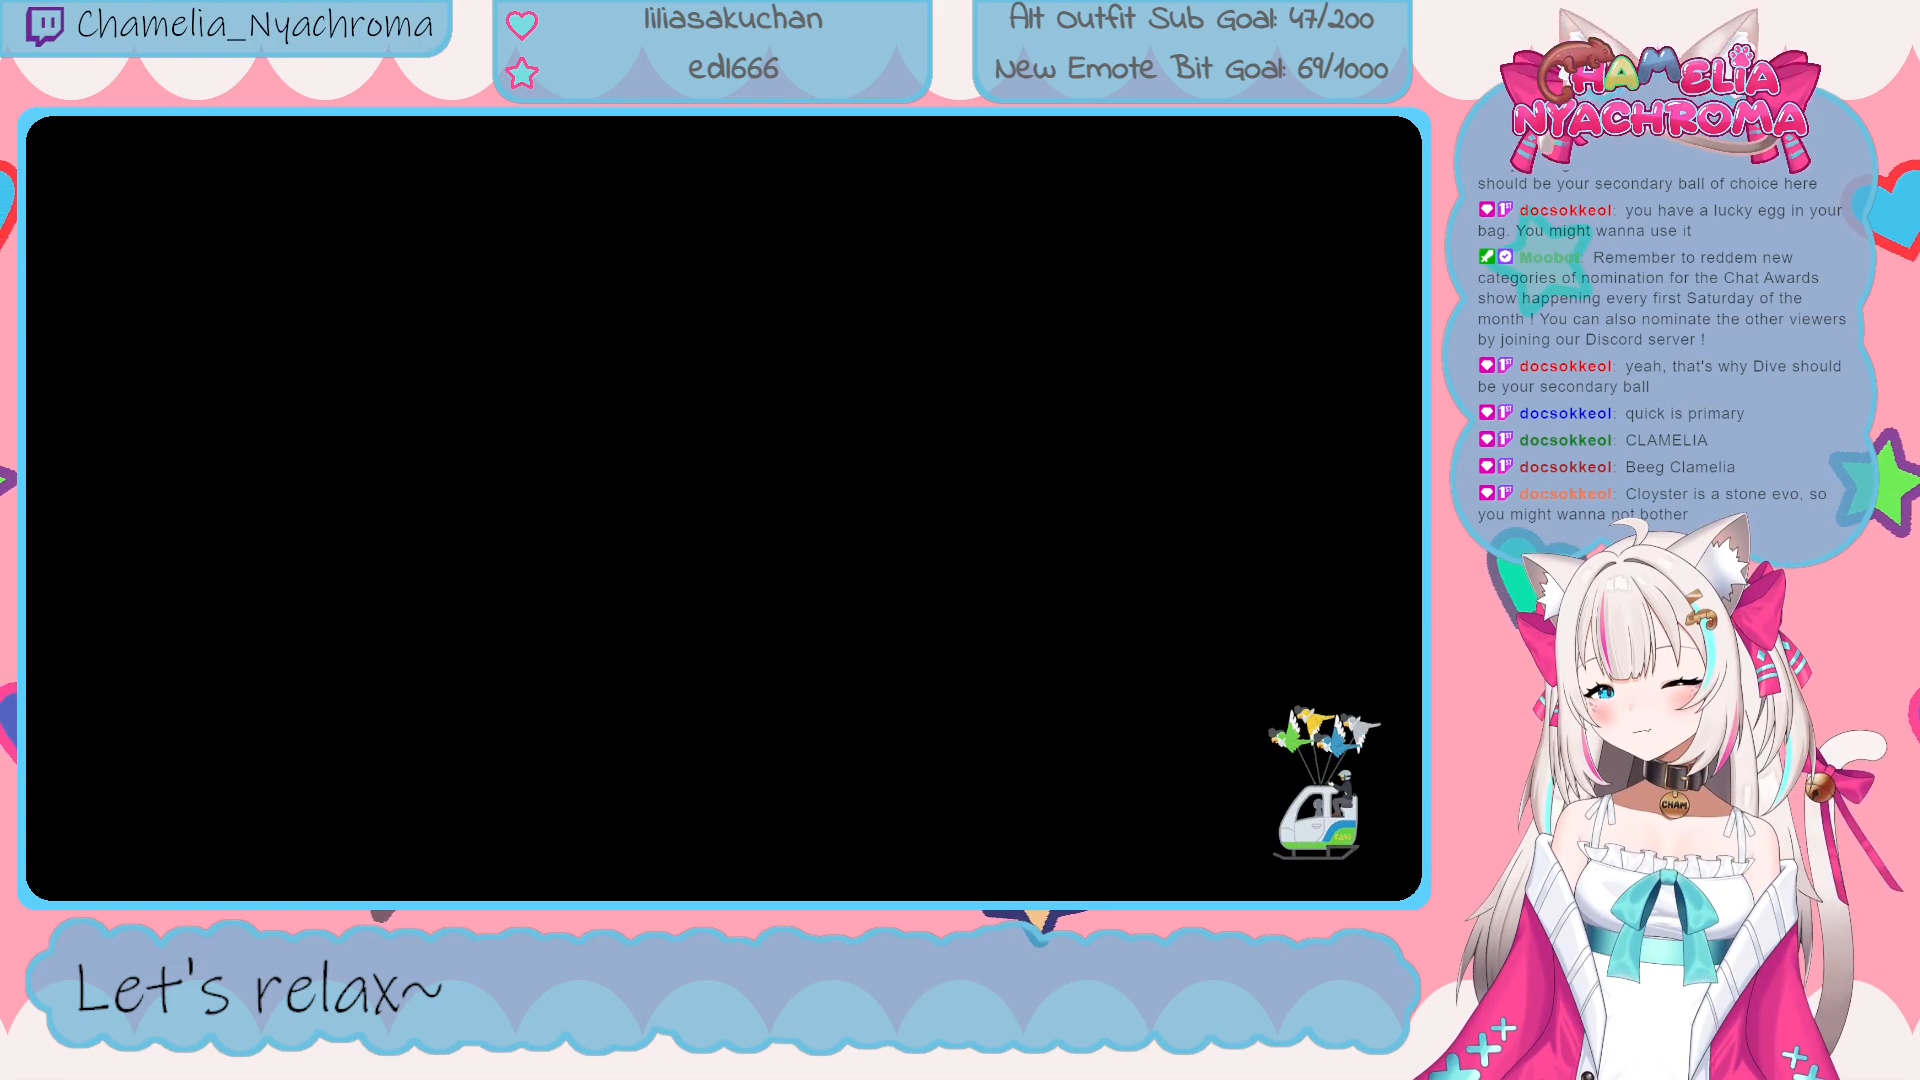 Chamelia_Nyachroma
liliasakuchan
edl666
Alt Outfit Sub Goal: 47/200
New Emote Bit Goal: 69/1000
CHAMELIA
NYACHROMA
should be your secondary ball of choice here
docsokkeol: you have a lucky egg in your
bag. You might wanna use it
Moobot: Remember to reddem new
categories of nomination for the Chat Awards
show happening every first Saturday of the
month ! You can also nominate the other viewers
by joining our Discord server !
docsokkeol: yeah, that's why Dive should
be your secondary ball
docsokkeol: quick is primary
docsokkeol: CLAMELIA
docsokkeol: Beeg Clamelia
docsokkeol: Cloyster is a stone evo, so
you might wanna not bother
TAXI
CHAM
Let's relax~